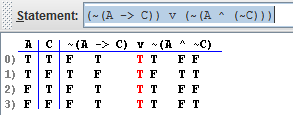 Statement: (~(A -> C)) v (~(A ^ (~C)))
A C ~(A -> C) v ~(A ^ ~C)
0) T T F T T T F F
1) F T F T T T F F
2) T F T F T F T T
3) F F F T T T F T